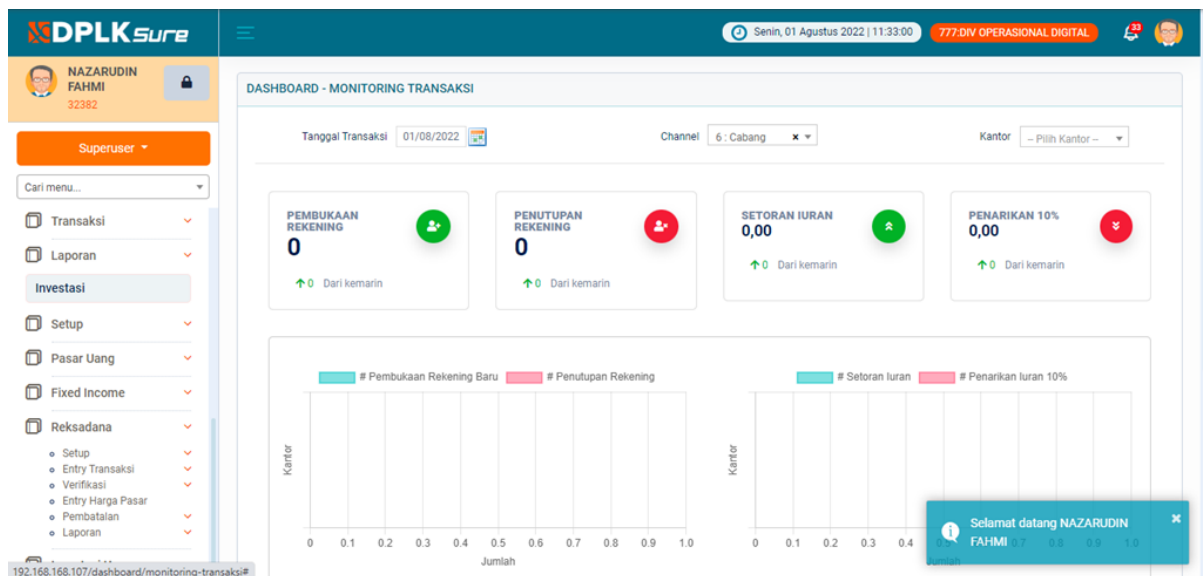 DPLK Sure
Senin, 01 Agustus 2022 | 11:33:00
777:DIV OPERASIONAL DIGITAL
33
NAZARUDIN
FAHMI
32382
Superuser
Cari menu...
Transaksi
Laporan
Investasi
Setup
Pasar Uang
Fixed Income
Reksadana
Setup
Entry Transaksi
Verifikasi
Entry Harga Pasar
Pembatalan
Laporan
192.168.168.107/dashboard/monitoring-transaksi#
DASHBOARD - MONITORING TRANSAKSI
Tanggal Transaksi 01/08/2022
Channel 6 : Cabang x
Kantor -- Pilih Kantor --
PEMBUKAAN
REKENING
0
0 Dari kemarin
PENUTUPAN
REKENING
0
0 Dari kemarin
SETORAN IURAN
0,00
0 Dari kemarin
PENARIKAN 10%
0,00
0 Dari kemarin
# Pembukaan Rekening Baru # Penutupan Rekening
Kantor
0 0.1 0.2 0.3 0.4 0.5 0.6 0.7 0.8 0.9 1.0
Jumlah
# Setoran Iuran # Penarikan Iuran 10%
Kantor
0 0.1 0.2 0.3 0.4 0.5 0.6 0.7 0.8 0.9 1.0
Jumlah
Selamat datang NAZARUDIN
FAHMI
×